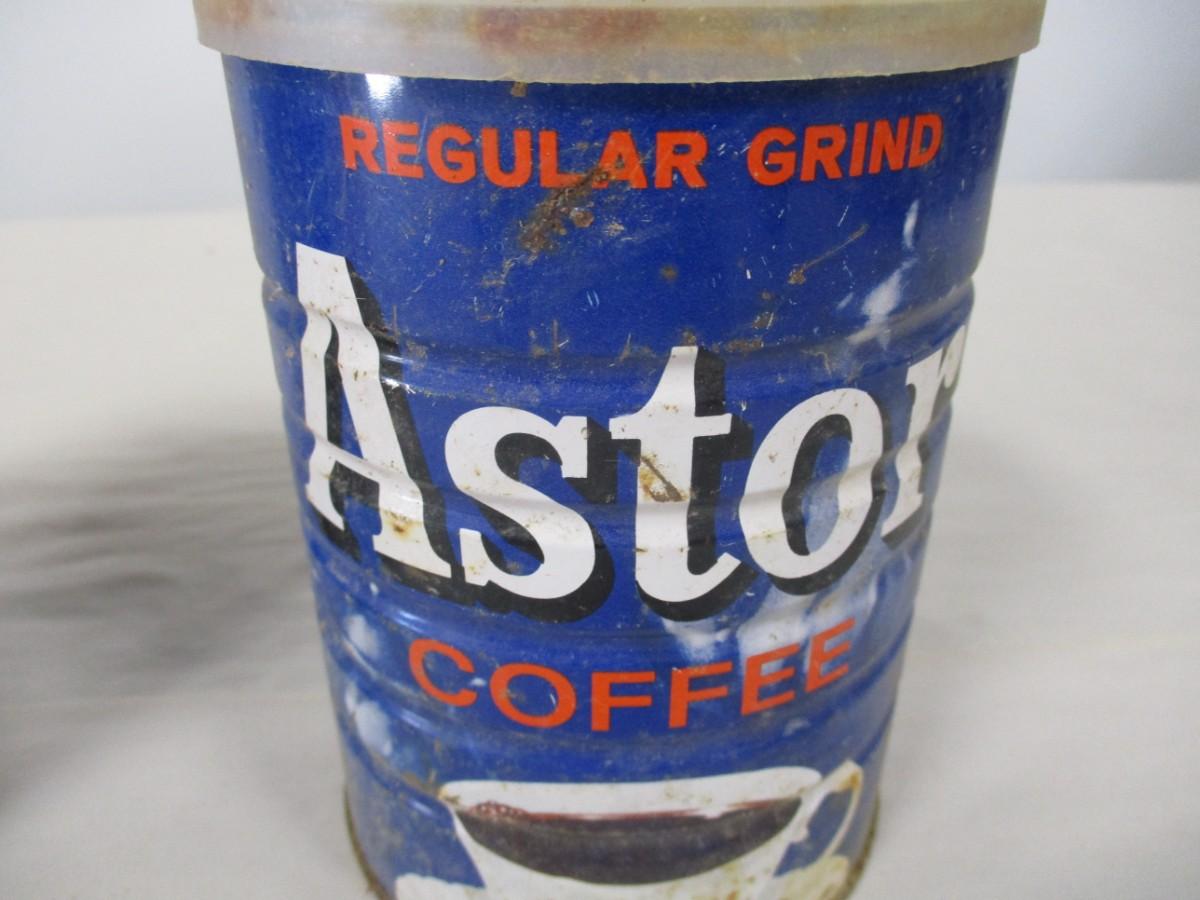 REGULAR GRIND
Astor
COFFEE